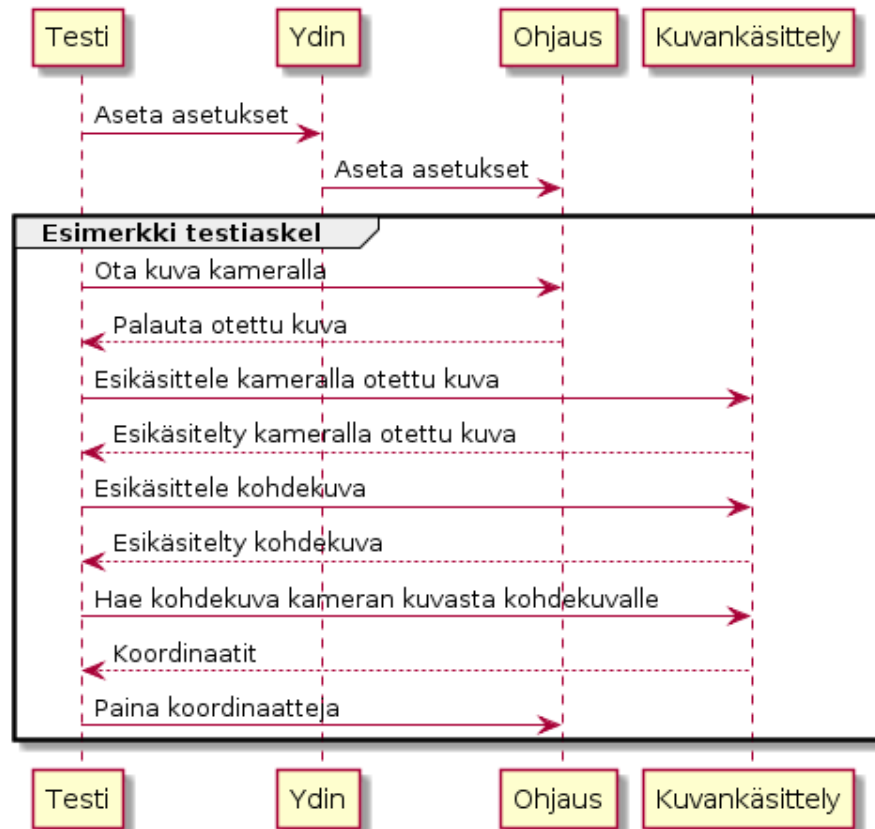 Testi Ydin Ohjaus Kuvankäsittely
Aseta asetukset
Aseta asetukset
Esimerkki testiaskel
Ota kuva kameralla
Palauta otettu kuva
Esikäsittele kameralla otettu kuva
Esikäsitelty kameralla otettu kuva
Esikäsittele kohdekuva
Esikäsitelty kohdekuva
Hae kohdekuva kameran kuvasta kohdekuvalle
Koordinaatit
Paina koordinaatteja
Testi Ydin Ohjaus Kuvankäsittely